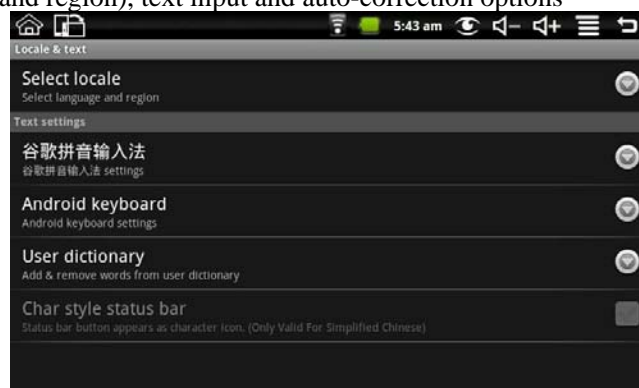 and region), text input and auto-correction options
5:43 am
Locale & text
Select locale
Select language and region
Text settings
谷歌拼音输入法
谷歌拼音输入法 settings
Android keyboard
Android keyboard settings
User dictionary
Add & remove words from user dictionary
Char style status bar
Status bar button appears as character icon. (Only Valid For Simplified Chinese)